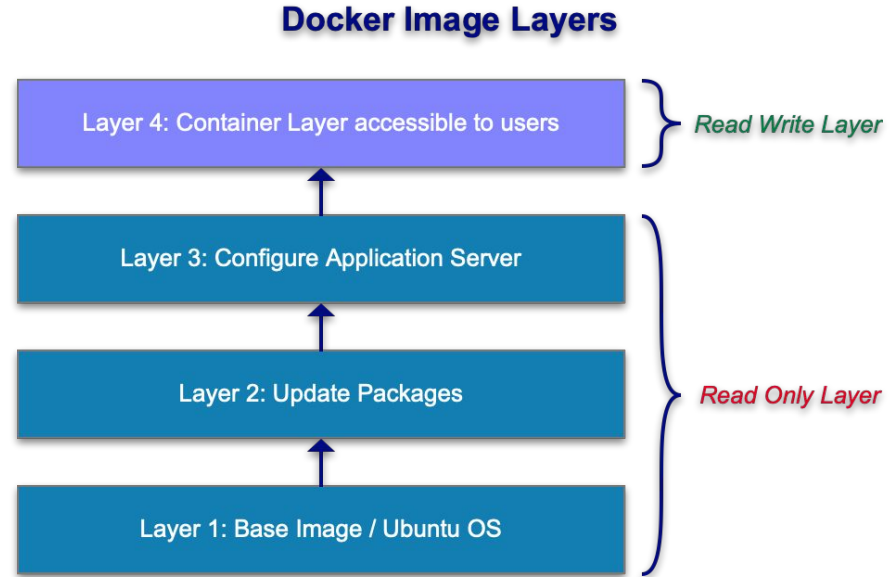 Docker Image Layers
Layer 4: Container Layer accessible to users
Read Write Layer
Layer 3: Configure Application Server
Layer 2: Update Packages
Read Only Layer
Layer 1: Base Image / Ubuntu OS